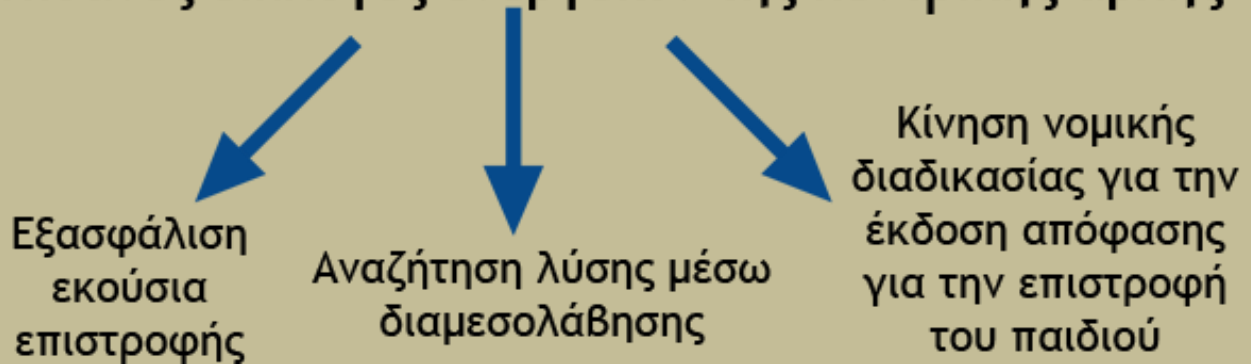 Εξασφάλιση
εκούσια
επιστροφής
Αναζήτηση λύσης μέσω
διαμεσολάβησης
Κίνηση νομικής
διαδικασίας για την
έκδοση απόφασης
για την επιστροφή
του παιδιού